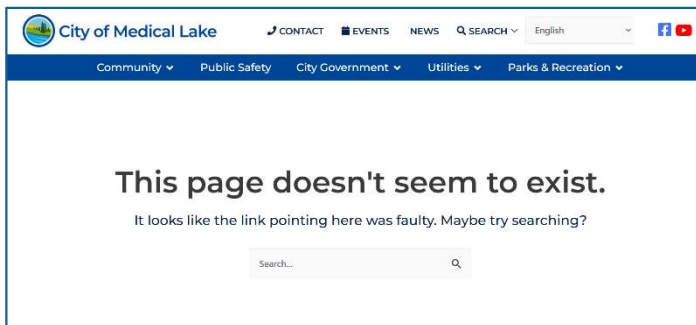 City of Medical Lake CONTACT EVENTS NEWS SEARCH English
Community Public Safety City Government Utilities Parks & Recreation
This page doesn't seem to exist.
It looks like the link pointing here was faulty. Maybe try searching?
Search...